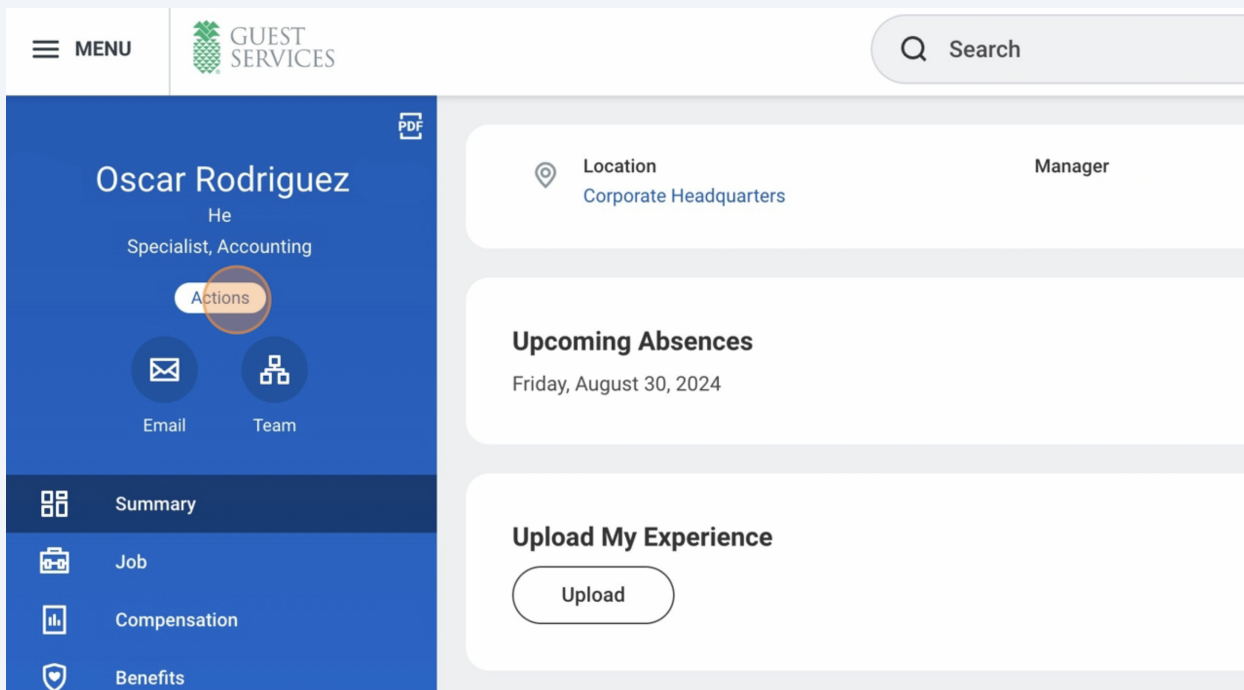 MENU
GUEST
SERVICES
Search
PDF
Oscar Rodriguez
He
Specialist, Accounting
Actions
Email
Team
Summary
Job
Compensation
Benefits
Location
Corporate Headquarters
Manager
Upcoming Absences
Friday, August 30, 2024
Upload My Experience
Upload